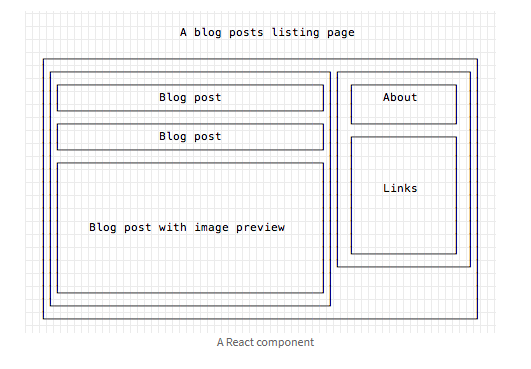 A blog posts listing page
Blog post
Blog post
Blog post with image preview
About
Links
A React component